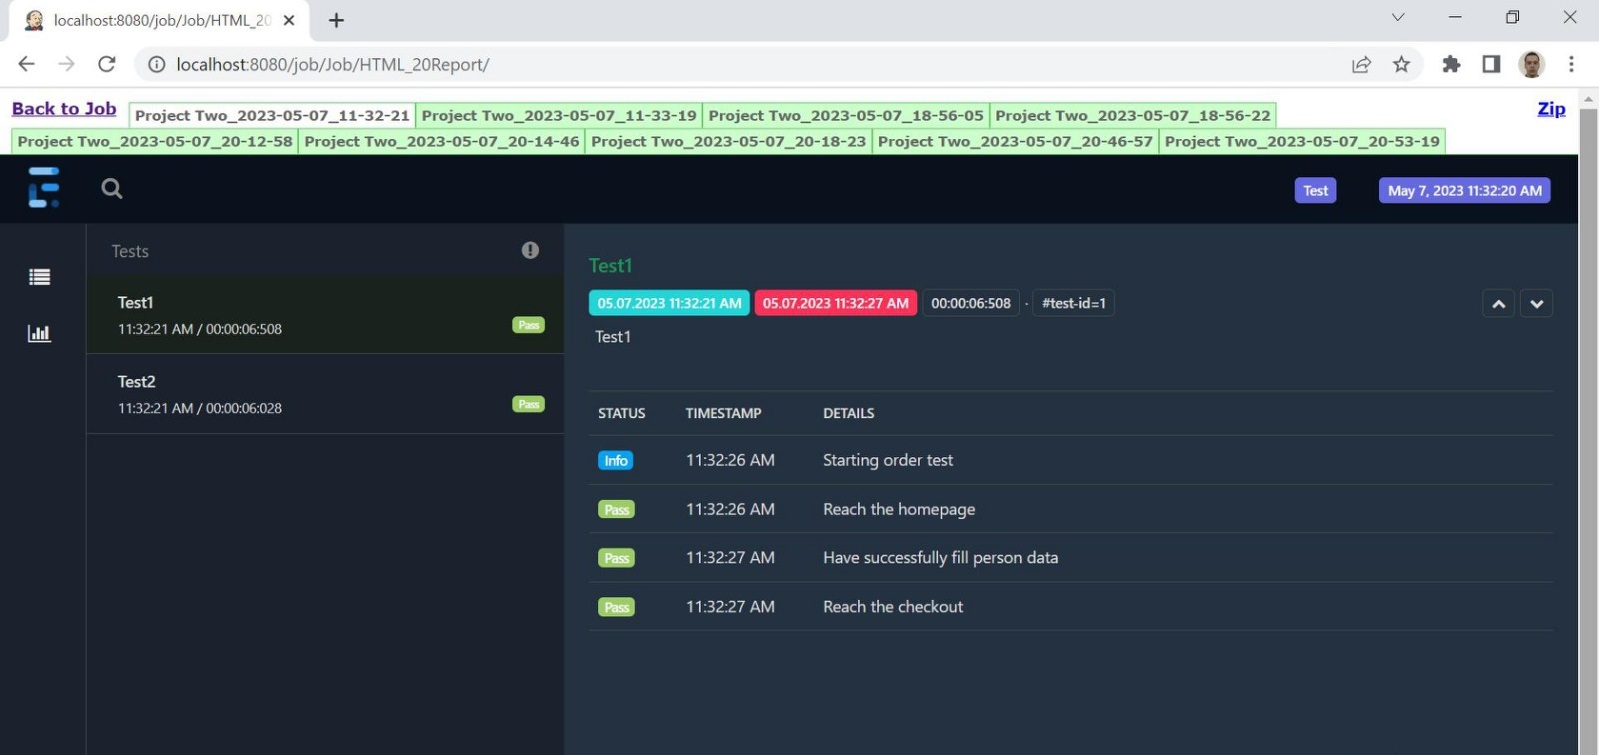 localhost:8080/job/Job/HTML_20
localhost:8080/job/Job/HTML_20Report/
Back to Job Project Two_2023-05-07_11-32-21 Project Two_2023-05-07_11-33-19 Project Two_2023-05-07_18-56-05 Project Two_2023-05-07_18-56-22 Zip
Project Two_2023-05-07_20-12-58 Project Two_2023-05-07_20-14-46 Project Two_2023-05-07_20-18-23 Project Two_2023-05-07_20-46-57 Project Two_2023-05-07_20-53-19
Test May 7, 2023 11:32:20 AM
Tests
Test1
11:32:21 AM / 00:00:06:508 Pass
Test2
11:32:21 AM / 00:00:06:028 Pass
Test1
05.07.2023 11:32:21 AM 05.07.2023 11:32:27 AM 00:00:06:508 · #test-id=1
Test1
STATUS TIMESTAMP DETAILS
Info 11:32:26 AM Starting order test
Pass 11:32:26 AM Reach the homepage
Pass 11:32:27 AM Have successfully fill person data
Pass 11:32:27 AM Reach the checkout